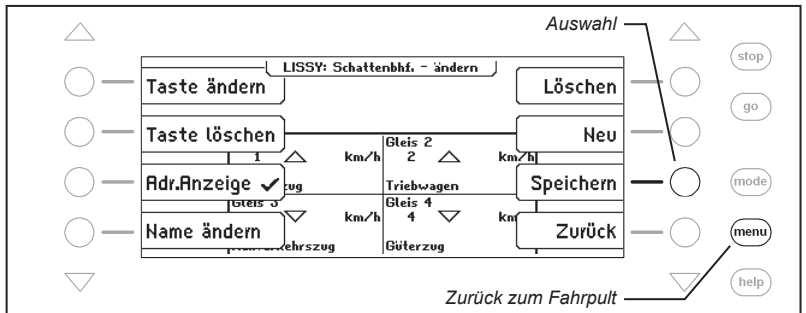 Auswahl
stop
LISSY: Schattenbhf. - ändern
Taste ändern
Löschen
go
Taste löschen
Neu
Gleis 2
1 km/h 2 km/h
Adr.Anzeige ✓
Triebwagen
Speichern
mode
Gleis 3
Gleis 4
km/h 4
Name ändern
Zurück
menu
Güterzug
help
Zurück zum Fahrpult